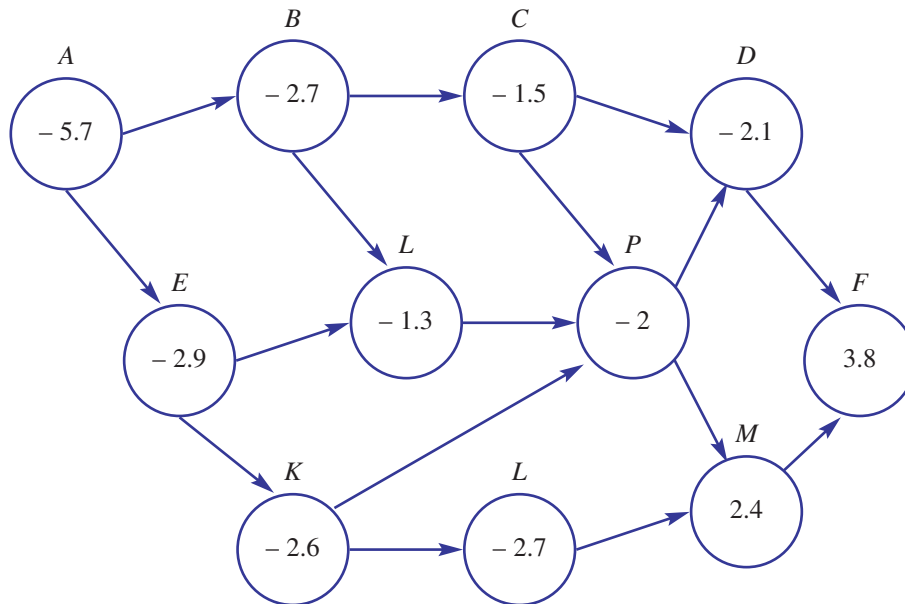 B
C
A
D
– 2.7
– 1.5
– 5.7
– 2.1
L
P
E
F
– 1.3
– 2
– 2.9
3.8
M
K
L
2.4
– 2.6
– 2.7